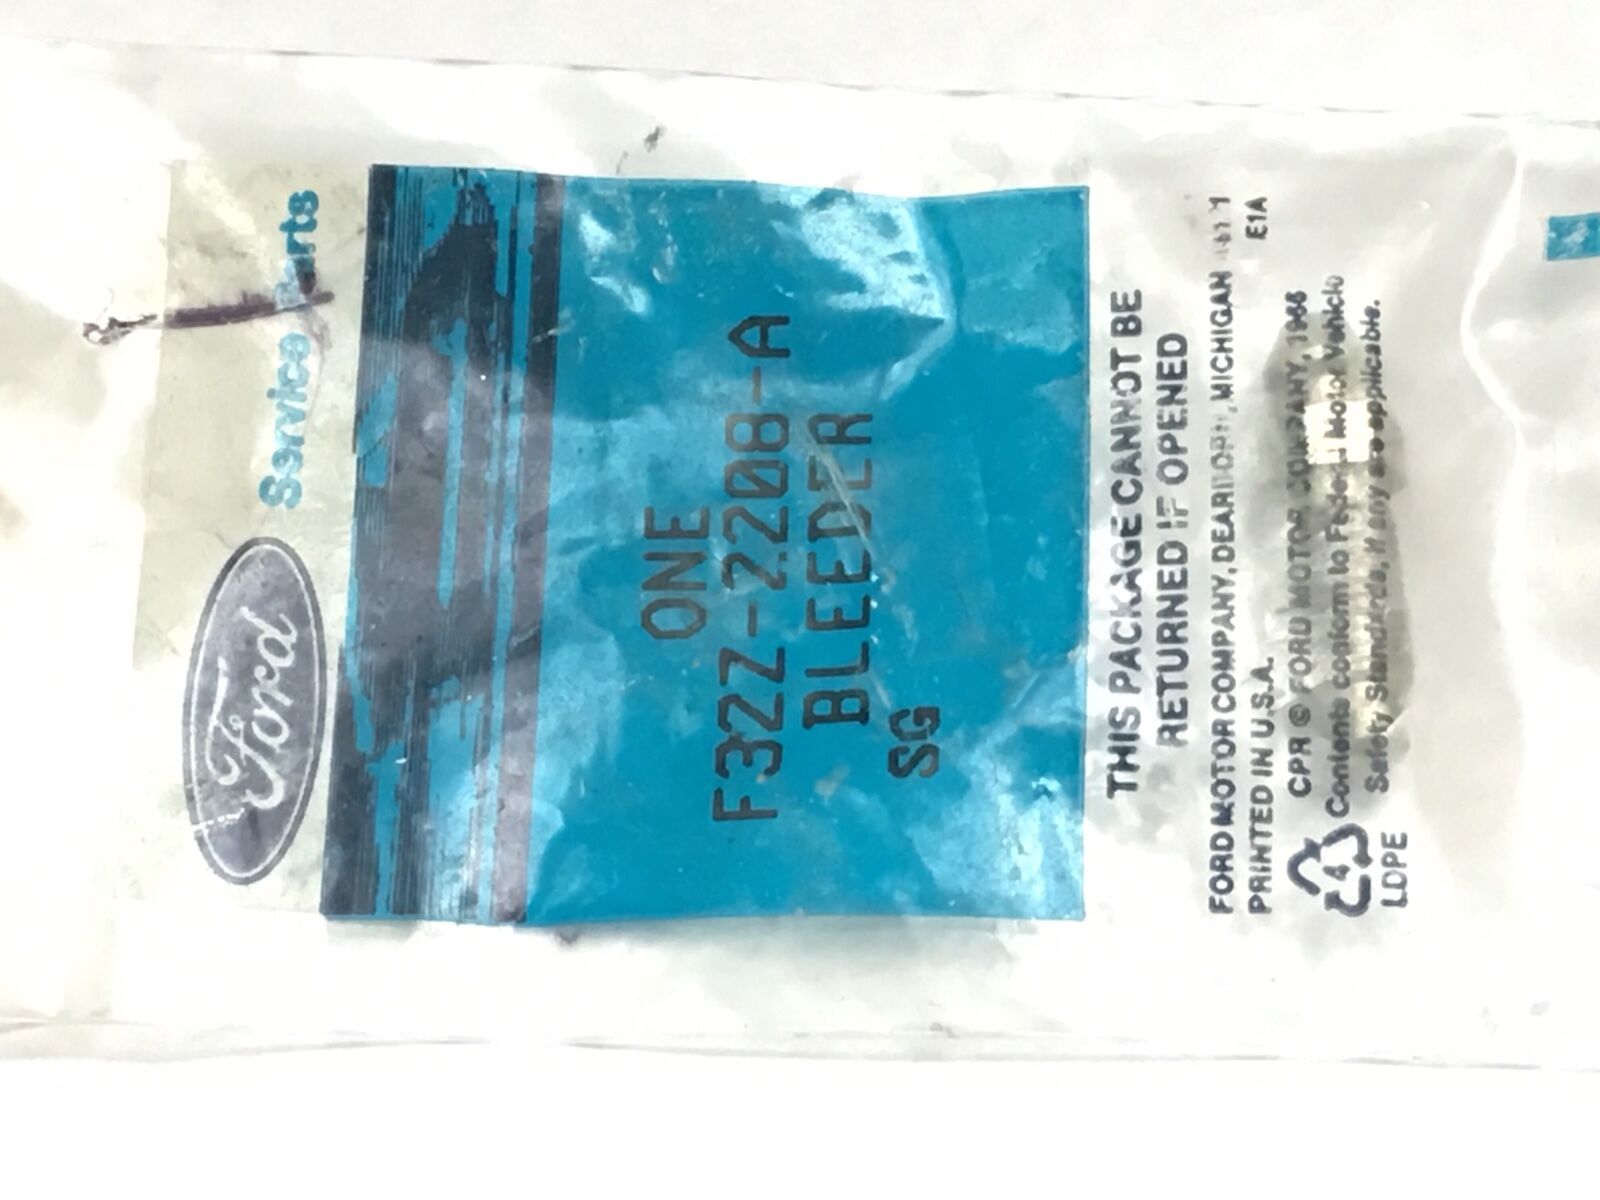 Ford Service Parts
ONE
F32Z-2208-A
BLEEDER
SG
THIS PACKAGE CANNOT BE
RETURNED IF OPENED
FORD MOTOR COMPANY, DEARBORN, MICHIGAN
PRINTED IN U.S.A. E1A
CPR © FORD MOTOR COMPANY,
Contents conform to Federal Motor Vehicle
Safety Standards, if any are applicable.
4
LDPE